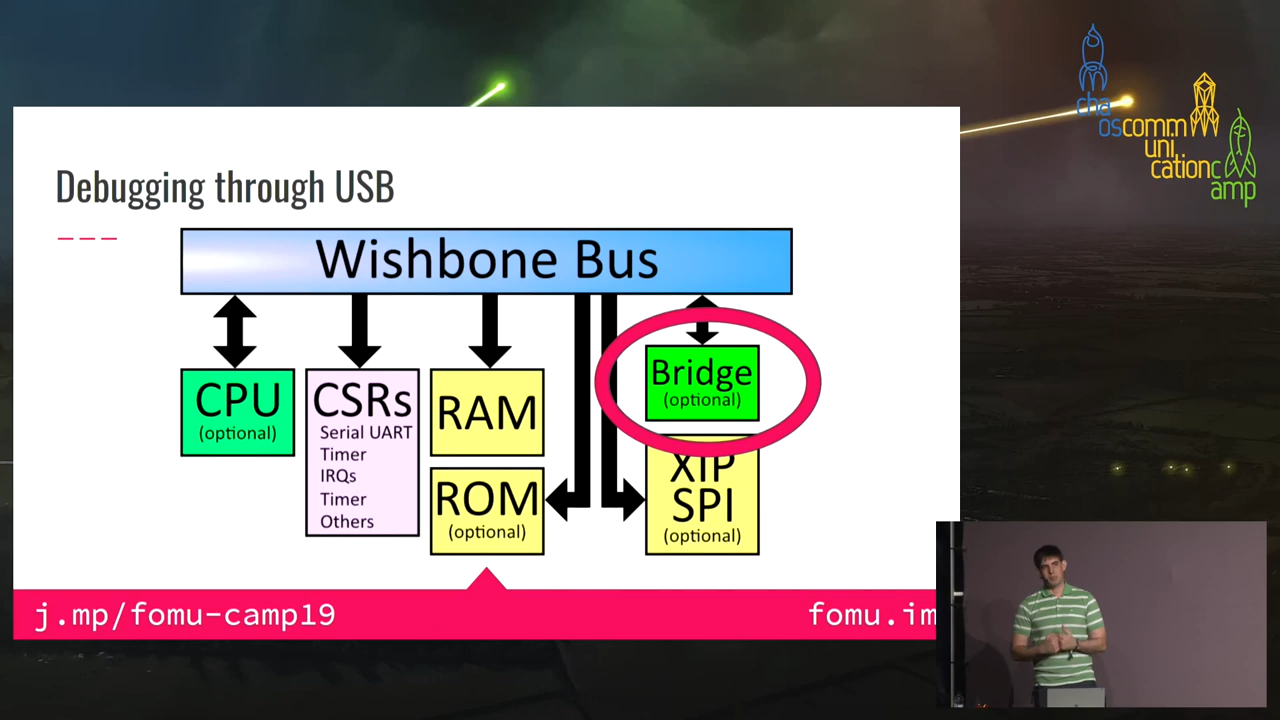 chaoscommunicationcamp
Debugging through USB
Wishbone Bus
CPU
(optional)
CSRs
Serial UART
Timer
IRQs
Timer
Others
RAM
ROM
(optional)
Bridge
(optional)
XIP
SPI
(optional)
j.mp/fomu-camp19
fomu.im